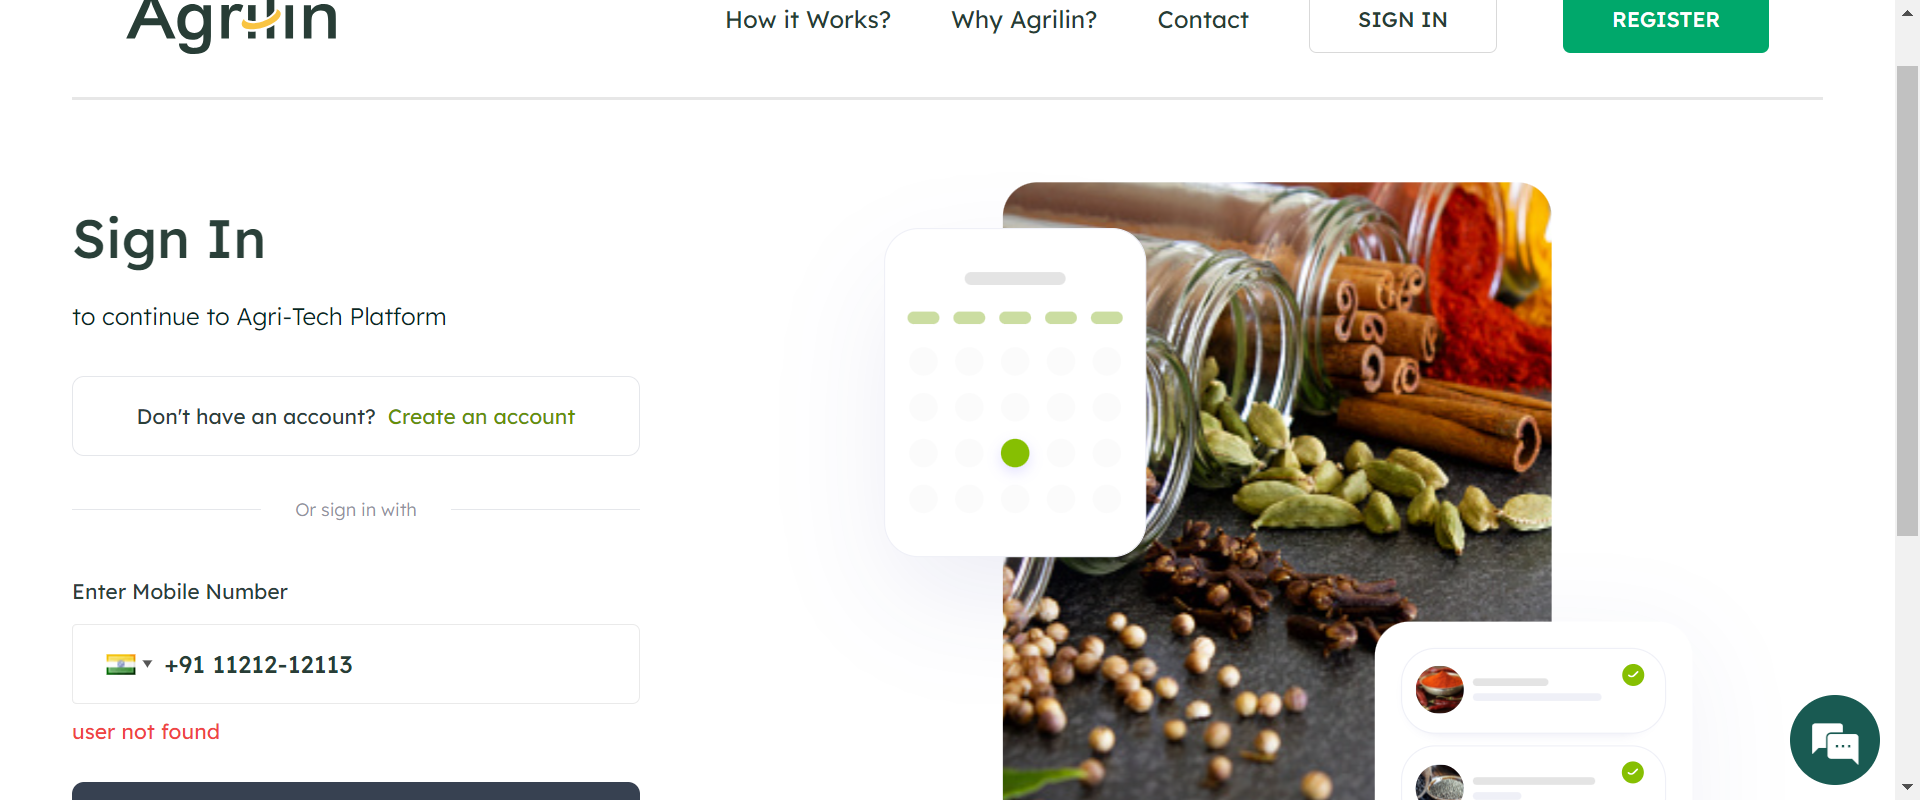 Agrilin
How it Works?
Why Agrilin?
Contact
SIGN IN
REGISTER
Sign In
to continue to Agri-Tech Platform
Don't have an account? Create an account
Or sign in with
Enter Mobile Number
+91 11212-12113
user not found